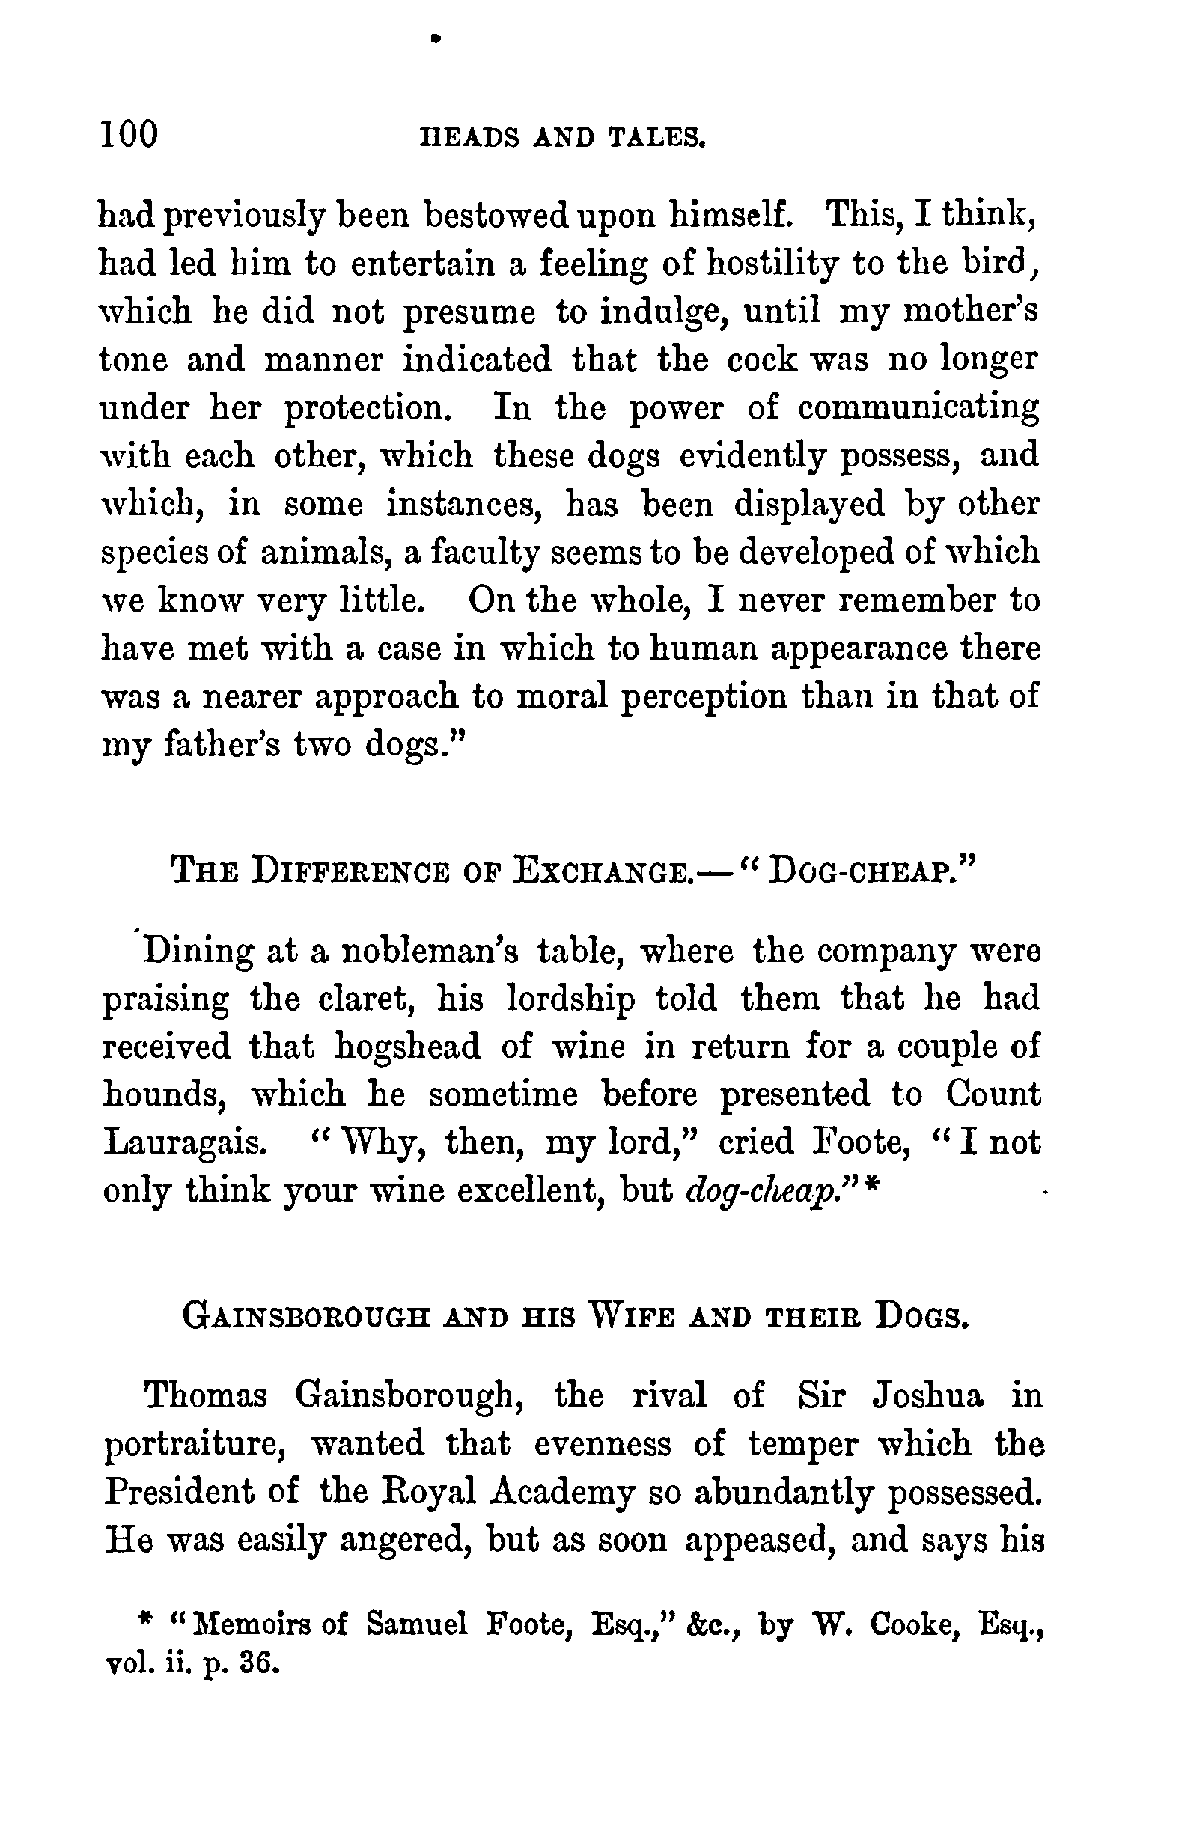 100 HEADS AND TALES.
had previously been bestowed upon himself. This, I think,
had led him to entertain a feeling of hostility to the bird,
which he did not presume to indulge, until my mother's
tone and manner indicated that the cock was no longer
under her protection. In the power of communicating
with each other, which these dogs evidently possess, and
which, in some instances, has been displayed by other
species of animals, a faculty seems to be developed of which
we know very little. On the whole, I never remember to
have met with a case in which to human appearance there
was a nearer approach to moral perception than in that of
my father's two dogs."
The Difference of Exchange.—"Dog-cheap."
Dining at a nobleman's table, where the company were
praising the claret, his lordship told them that he had
received that hogshead of wine in return for a couple of
hounds, which he sometime before presented to Count
Lauragais. "Why, then, my lord," cried Foote, "I not
only think your wine excellent, but dog-cheap."*
Gainsborough and his Wife and their Dogs.
Thomas Gainsborough, the rival of Sir Joshua in
portraiture, wanted that evenness of temper which the
President of the Royal Academy so abundantly possessed.
He was easily angered, but as soon appeased, and says his
* "Memoirs of Samuel Foote, Esq.," &c., by W. Cooke, Esq.,
vol. ii. p. 36.